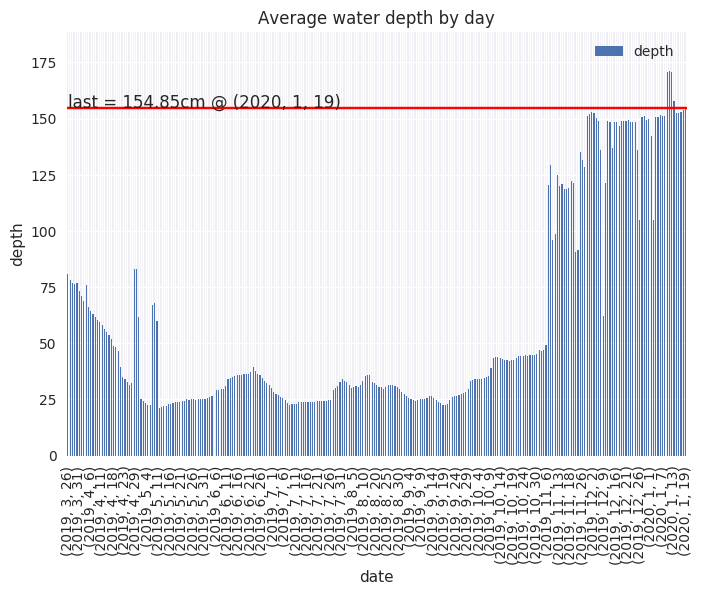 Average water depth by day
depth
175
last = 154.85cm @ (2020, 1, 19)
150
125
100
75
50
25
0
depth
(2019, 3, 26)
(2019, 3, 31)
(2019, 4, 6)
(2019, 4, 11)
(2019, 4, 18)
(2019, 4, 23)
(2019, 4, 29)
(2019, 5, 4)
(2019, 5, 11)
(2019, 5, 16)
(2019, 5, 21)
(2019, 5, 26)
(2019, 5, 31)
(2019, 6, 6)
(2019, 6, 11)
(2019, 6, 16)
(2019, 6, 21)
(2019, 6, 26)
(2019, 7, 1)
(2019, 7, 6)
(2019, 7, 11)
(2019, 7, 16)
(2019, 7, 21)
(2019, 7, 26)
(2019, 7, 31)
(2019, 8, 5)
(2019, 8, 10)
(2019, 8, 20)
(2019, 8, 25)
(2019, 8, 30)
(2019, 9, 4)
(2019, 9, 9)
(2019, 9, 14)
(2019, 9, 19)
(2019, 9, 24)
(2019, 9, 29)
(2019, 10, 4)
(2019, 10, 9)
(2019, 10, 14)
(2019, 10, 19)
(2019, 10, 24)
(2019, 10, 30)
(2019, 11, 6)
(2019, 11, 13)
(2019, 11, 18)
(2019, 11, 26)
(2019, 12, 2)
(2019, 12, 9)
(2019, 12, 16)
(2019, 12, 21)
(2019, 12, 26)
(2020, 1, 1)
(2020, 1, 7)
(2020, 1, 13)
(2020, 1, 19)
date